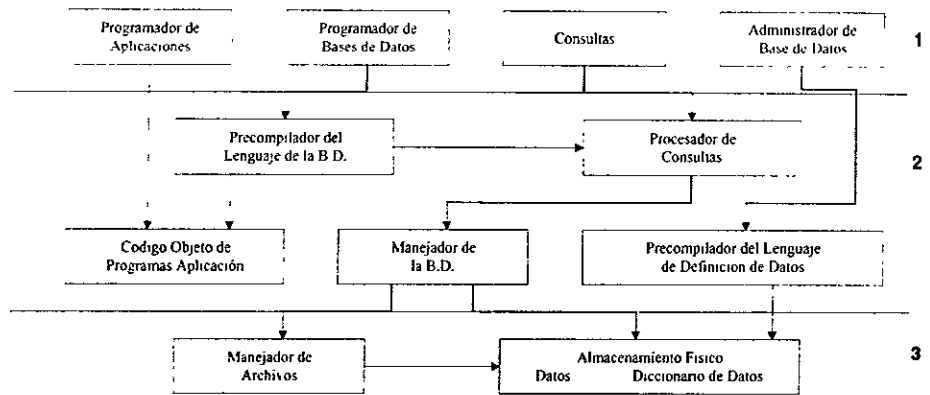 Programador de
Aplicaciones
Programador de
Bases de Datos
Consultas
Administrador de
Base de Datos
1
Precompilador del
Lenguaje de la B D.
Procesador de
Consultas
2
Codigo Objeto de
Programas Aplicación
Manejador de
la B.D.
Precompilador del Lenguaje
de Definicion de Datos
Manejador de
Archivos
Almacenamiento Fisico
Datos Diccionario de Datos
3